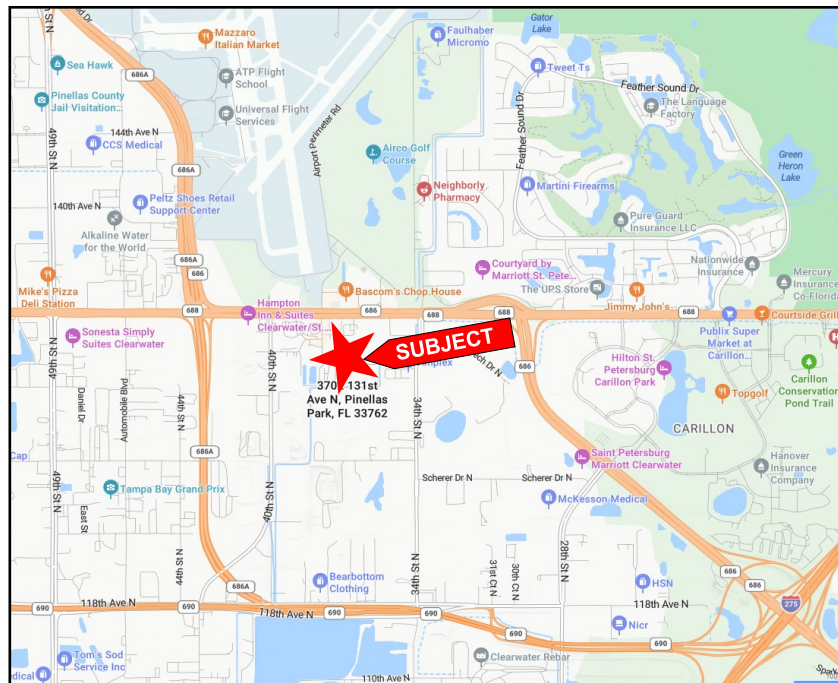 Mazzaro
Italian Market
Faulhaber
Micromo
Gator
Lake
Sea Hawk
686A
ATP Flight
School
Tweet Ts
Feather Sound Dr
Pinellas County
Jail Visitation...
Universal Flight
Services
The Language
Factory
144th Ave N
CCS Medical
49th St N
Airport Perimeter Rd
Airco Golf
Course
Feather Sound Dr
Green
Heron
Lake
686A
140th Ave N
Peltz Shoes Retail
Support Center
Neighborly
Pharmacy
Martini Firearms
Alkaline Water
for the World
Pure Guard
Insurance LLC
686A
686
Mike's Pizza
Deli Station
Courtyard by
Marriott St. Pete...
Nationwide
Insurance
Mercury
Insurance
Co-Florid
Bascom's Chop House
The UPS Store
Jimmy John's
688
Hampton
Inn & Suites
Clearwater/St....
686
688
688
688
Courtside Grill
Publix Super
Market at
Carillon...
Sonesta Simply
Suites Clearwater
SUBJECT
686
Hilton St.
Petersburg
Carillon Park
Carillon
Conservation
Pond Trail
40th St N
131st
Ave N, Pinellas
Park, FL 33762
34th St N
Topgolf
Daniel Dr
Automobile Blvd
44th St N
CARILLON
686A
Saint Petersburg
Marriott Clearwater
Hanover
Insurance
Company
Cap
49th St N
Tampa Bay Grand Prix
Scherer Dr N
Scherer Dr N
McKesson Medical
East St
40th St N
28th St N
44th St N
686A
Bearbottom
Clothing
34th St N
31st Ct N
30th Ct N
HSN
686
686
275
690
118th Ave N
690
118th Ave N
690
690
118th Ave N
Nicr
690
690
Tom's Sod
Service Inc
Clearwater Rebar
110th Ave N